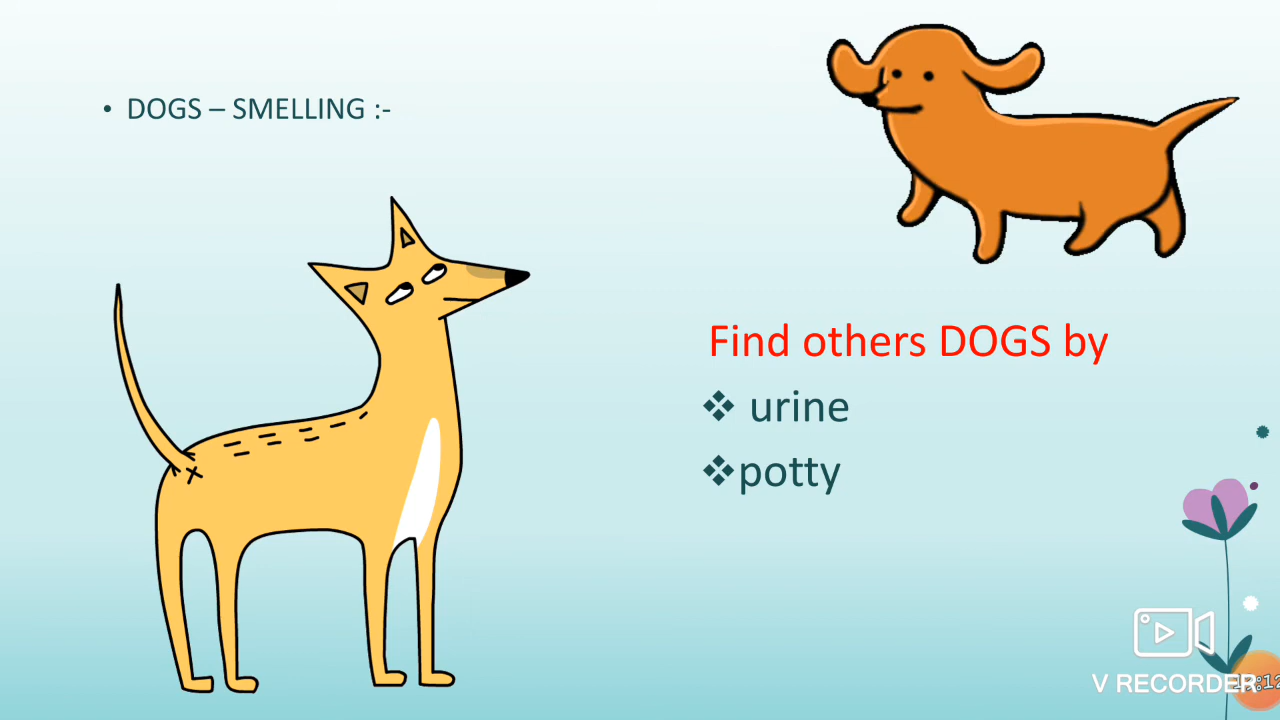 • DOGS – SMELLING :-
Find others DOGS by
❖ urine
❖potty
V RECORDER